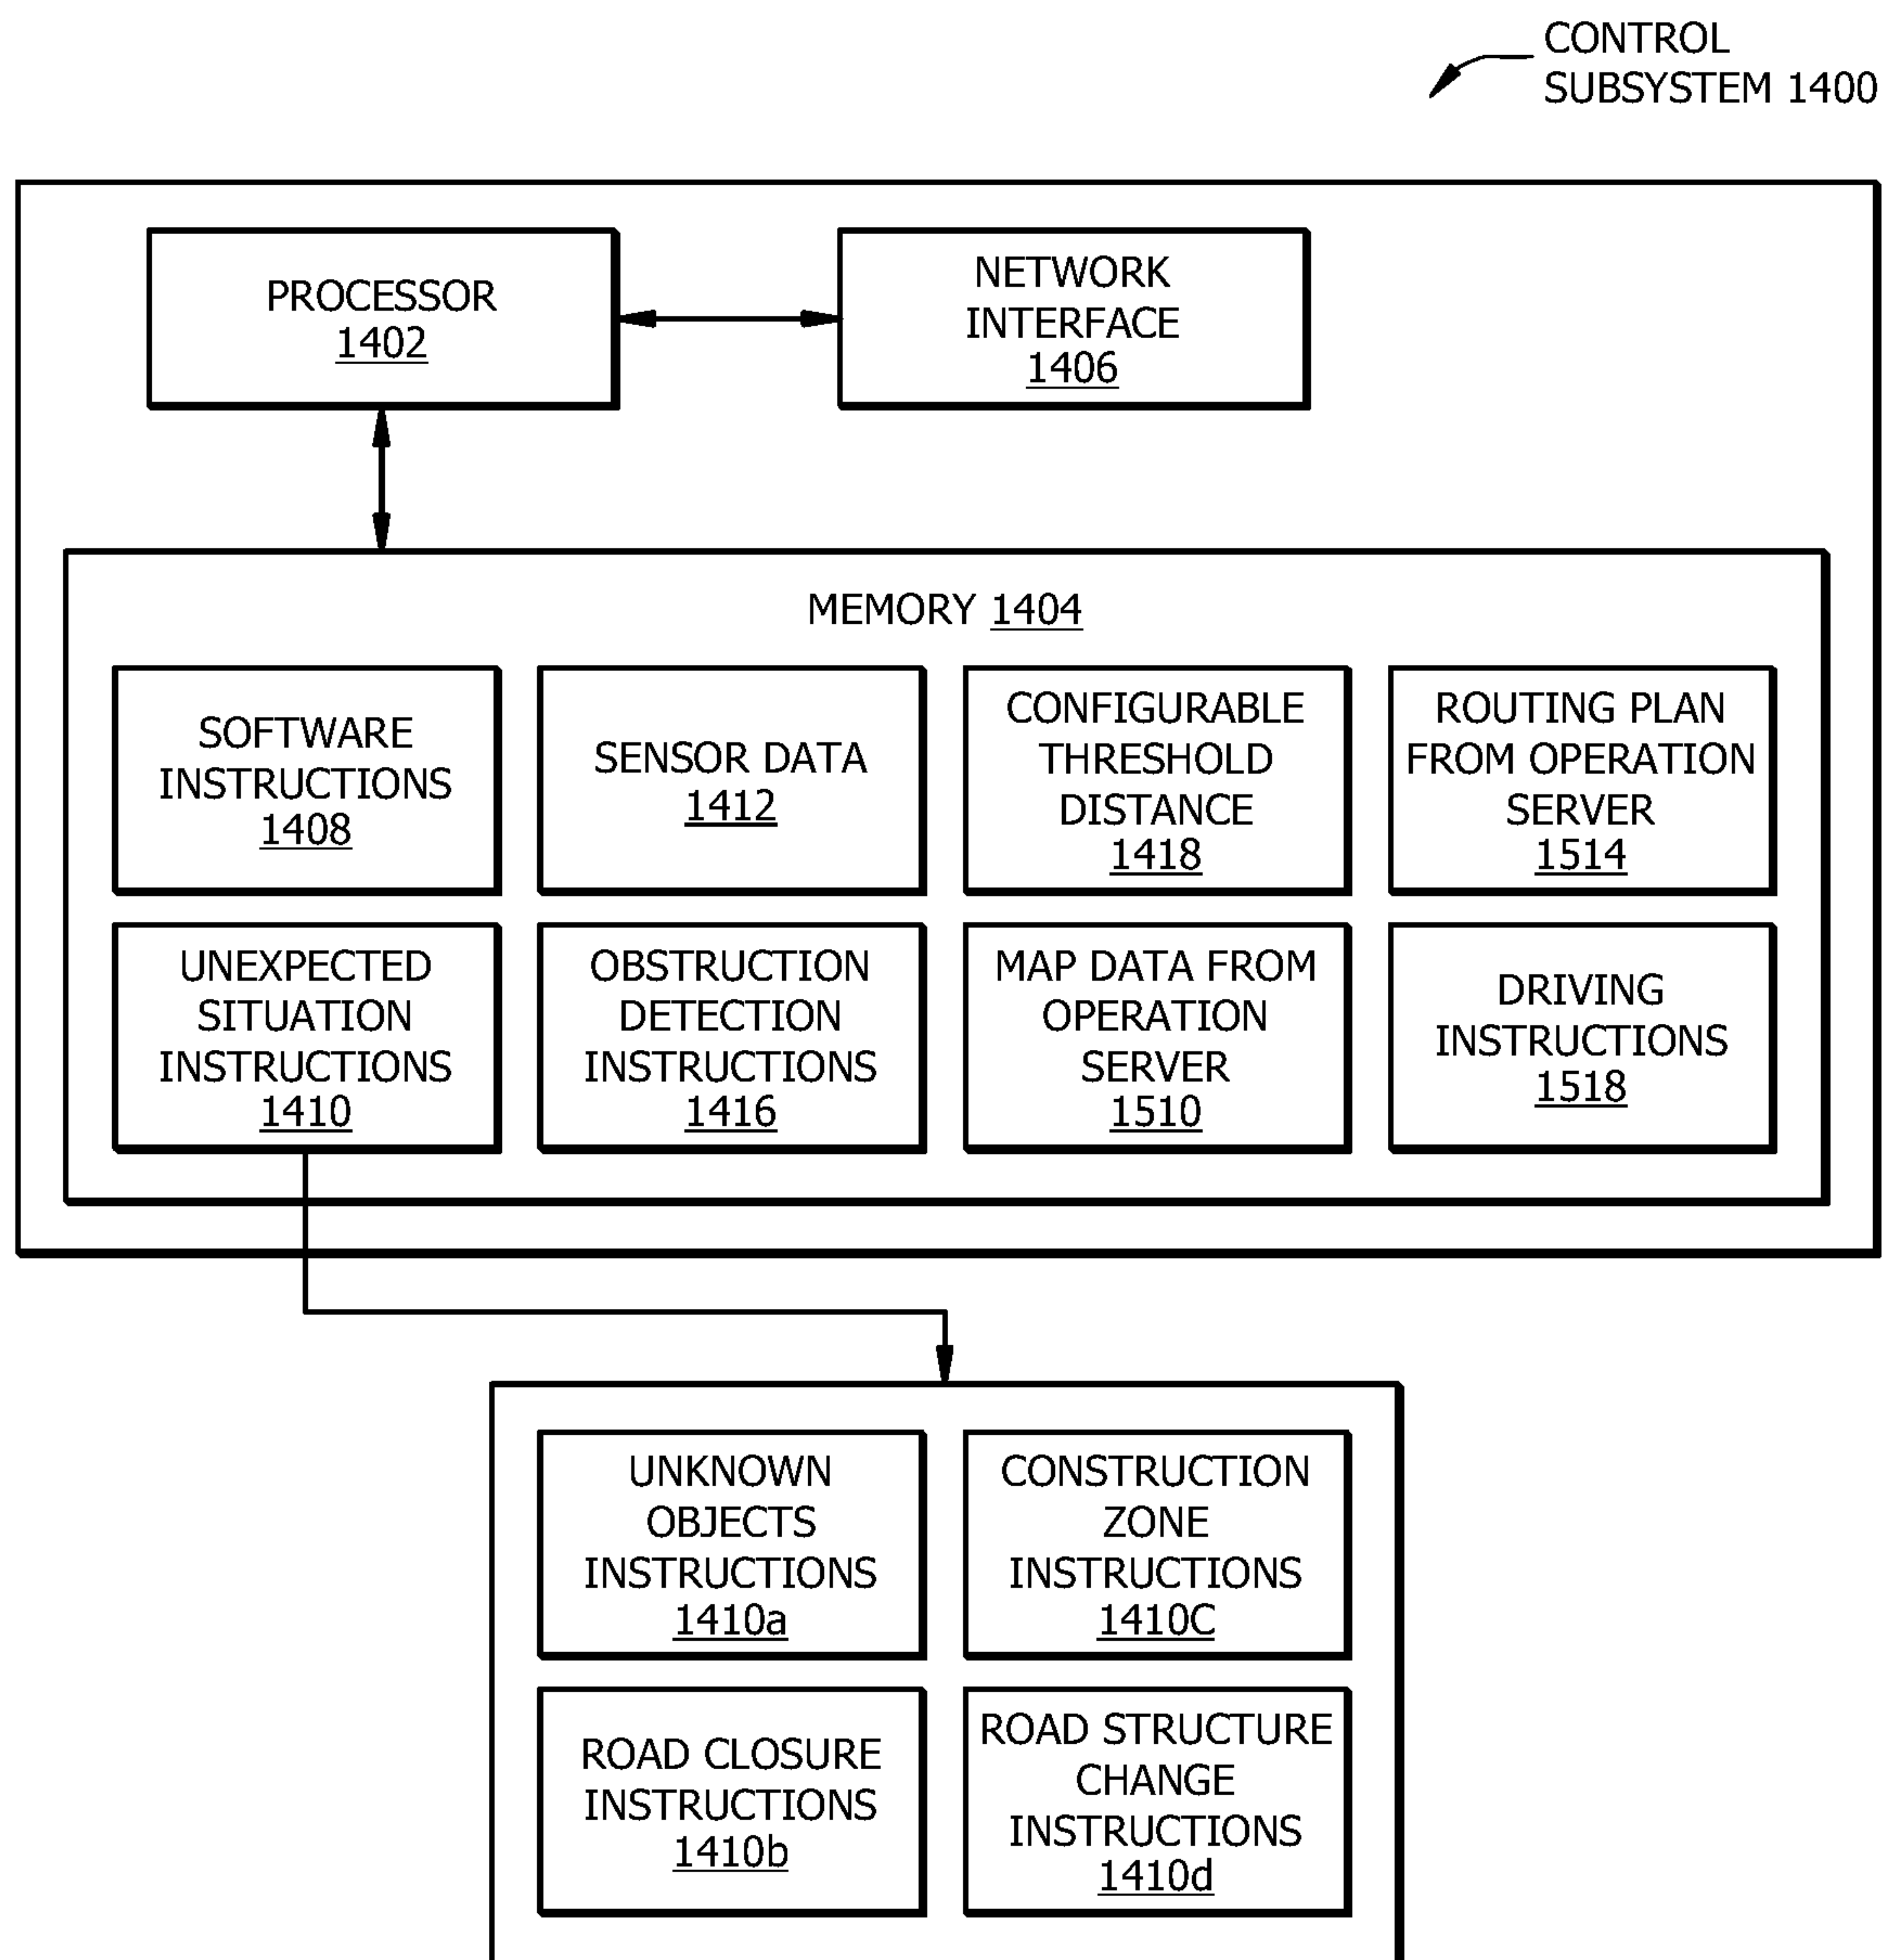 CONTROL
SUBSYSTEM 1400
PROCESSOR
1402
NETWORK
INTERFACE
1406
MEMORY 1404
SOFTWARE
INSTRUCTIONS
1408
SENSOR DATA
1412
CONFIGURABLE
THRESHOLD
DISTANCE
1418
ROUTING PLAN
FROM OPERATION
SERVER
1514
UNEXPECTED
SITUATION
INSTRUCTIONS
1410
OBSTRUCTION
DETECTION
INSTRUCTIONS
1416
MAP DATA FROM
OPERATION
SERVER
1510
DRIVING
INSTRUCTIONS
1518
UNKNOWN
OBJECTS
INSTRUCTIONS
1410a
CONSTRUCTION
ZONE
INSTRUCTIONS
1410C
ROAD CLOSURE
INSTRUCTIONS
1410b
ROAD STRUCTURE
CHANGE
INSTRUCTIONS
1410d